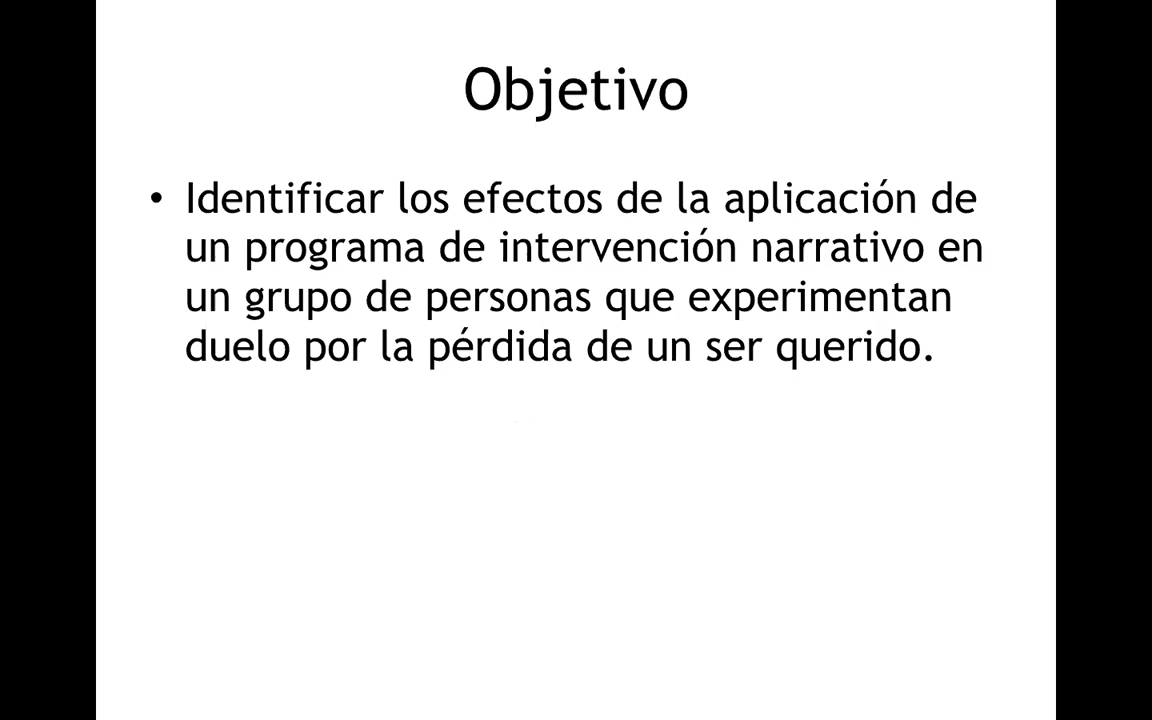 Objetivo
• Identificar los efectos de la aplicación de
un programa de intervención narrativo en
un grupo de personas que experimentan
duelo por la pérdida de un ser querido.